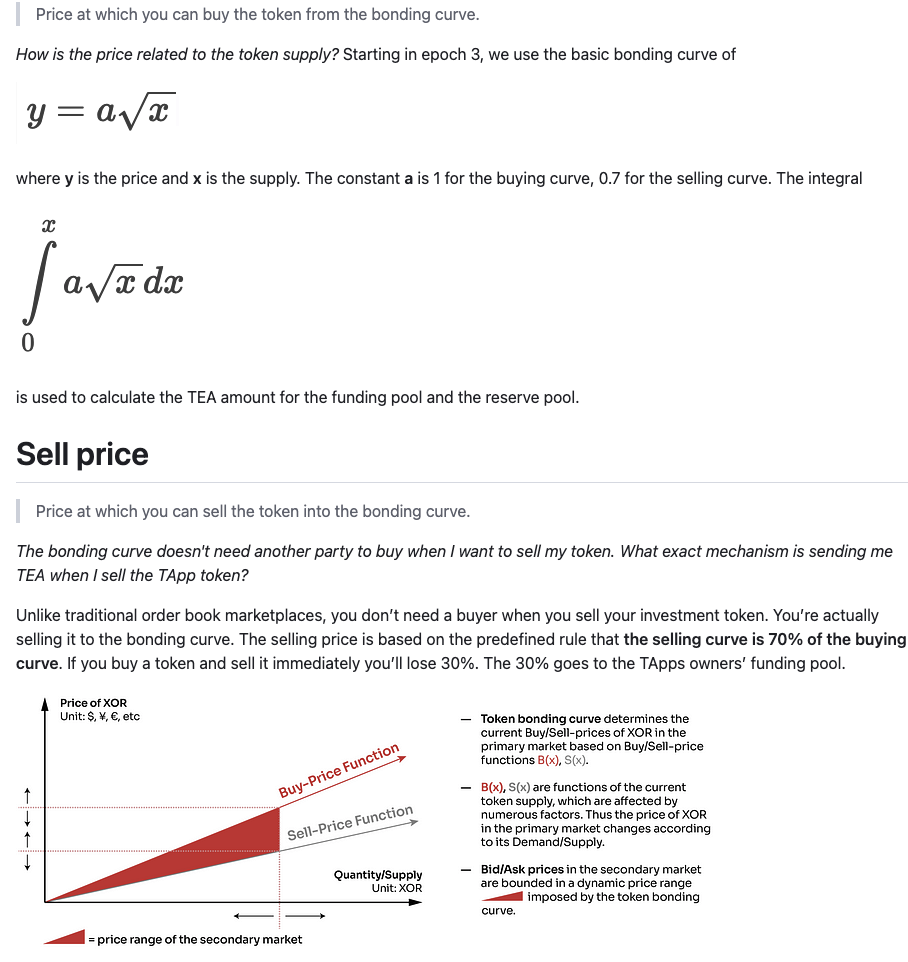 Price at which you can buy the token from the bonding curve.
How is the price related to the token supply? Starting in epoch 3, we use the basic bonding curve of
y = a√x
where y is the price and x is the supply. The constant a is 1 for the buying curve, 0.7 for the selling curve. The integral
x
∫ a√x dx
0
is used to calculate the TEA amount for the funding pool and the reserve pool.
Sell price
Price at which you can sell the token into the bonding curve.
The bonding curve doesn't need another party to buy when I want to sell my token. What exact mechanism is sending me
TEA when I sell the TApp token?
Unlike traditional order book marketplaces, you don’t need a buyer when you sell your investment token. You’re actually
selling it to the bonding curve. The selling price is based on the predefined rule that the selling curve is 70% of the buying
curve. If you buy a token and sell it immediately you’ll lose 30%. The 30% goes to the TApps owners’ funding pool.
Price of XOR
Unit: $, ¥, €, etc
Buy-Price Function
Sell-Price Function
Quantity/Supply
Unit: XOR
= price range of the secondary market
— Token bonding curve determines the
current Buy/Sell-prices of XOR in the
primary market based on Buy/Sell-price
functions B(x), S(x).
— B(x), S(x) are functions of the current
token supply, which are affected by
numerous factors. Thus the price of XOR
in the primary market changes according
to its Demand/Supply.
— Bid/Ask prices in the secondary market
are bounded in a dynamic price range
imposed by the token bonding
curve.